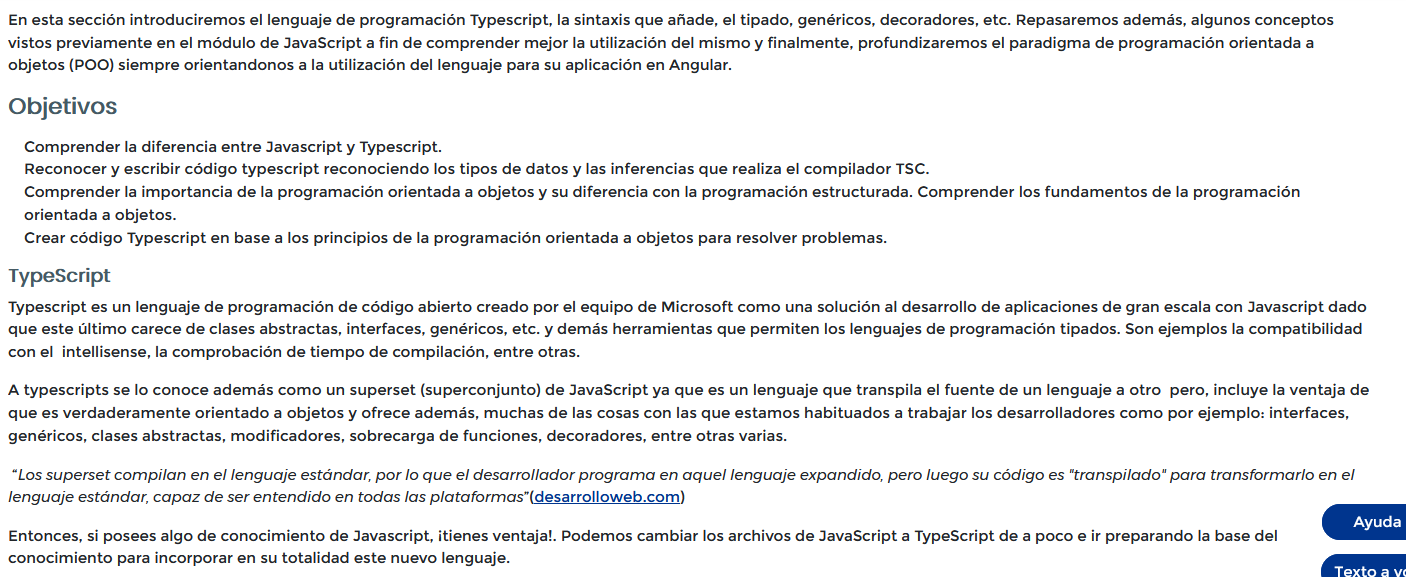 En esta sección introduciremos el lenguaje de programación Typescript, la sintaxis que añade, el tipado, genéricos, decoradores, etc. Repasaremos además, algunos conceptos
vistos previamente en el módulo de JavaScript a fin de comprender mejor la utilización del mismo y finalmente, profundizaremos el paradigma de programación orientada a
objetos (POO) siempre orientandonos a la utilización del lenguaje para su aplicación en Angular.
Objetivos
Comprender la diferencia entre Javascript y Typescript.
Reconocer y escribir código typescript reconociendo los tipos de datos y las inferencias que realiza el compilador TSC.
Comprender la importancia de la programación orientada a objetos y su diferencia con la programación estructurada. Comprender los fundamentos de la programación
orientada a objetos.
Crear código Typescript en base a los principios de la programación orientada a objetos para resolver problemas.
TypeScript
Typescript es un lenguaje de programación de código abierto creado por el equipo de Microsoft como una solución al desarrollo de aplicaciones de gran escala con Javascript dado
que este último carece de clases abstractas, interfaces, genéricos, etc. y demás herramientas que permiten los lenguajes de programación tipados. Son ejemplos la compatibilidad
con el intellisense, la comprobación de tiempo de compilación, entre otras.
A typescripts se lo conoce además como un superset (superconjunto) de JavaScript ya que es un lenguaje que transpila el fuente de un lenguaje a otro pero, incluye la ventaja de
que es verdaderamente orientado a objetos y ofrece además, muchas de las cosas con las que estamos habituados a trabajar los desarrolladores como por ejemplo: interfaces,
genéricos, clases abstractas, modificadores, sobrecarga de funciones, decoradores, entre otras varias.
“Los superset compilan en el lenguaje estándar, por lo que el desarrollador programa en aquel lenguaje expandido, pero luego su código es "transpilado" para transformarlo en el
lenguaje estándar, capaz de ser entendido en todas las plataformas”(desarrolloweb.com)
Entonces, si posees algo de conocimiento de Javascript, ¡tienes ventaja!. Podemos cambiar los archivos de JavaScript a TypeScript de a poco e ir preparando la base del
conocimiento para incorporar en su totalidad este nuevo lenguaje.
Ayuda
Texto a